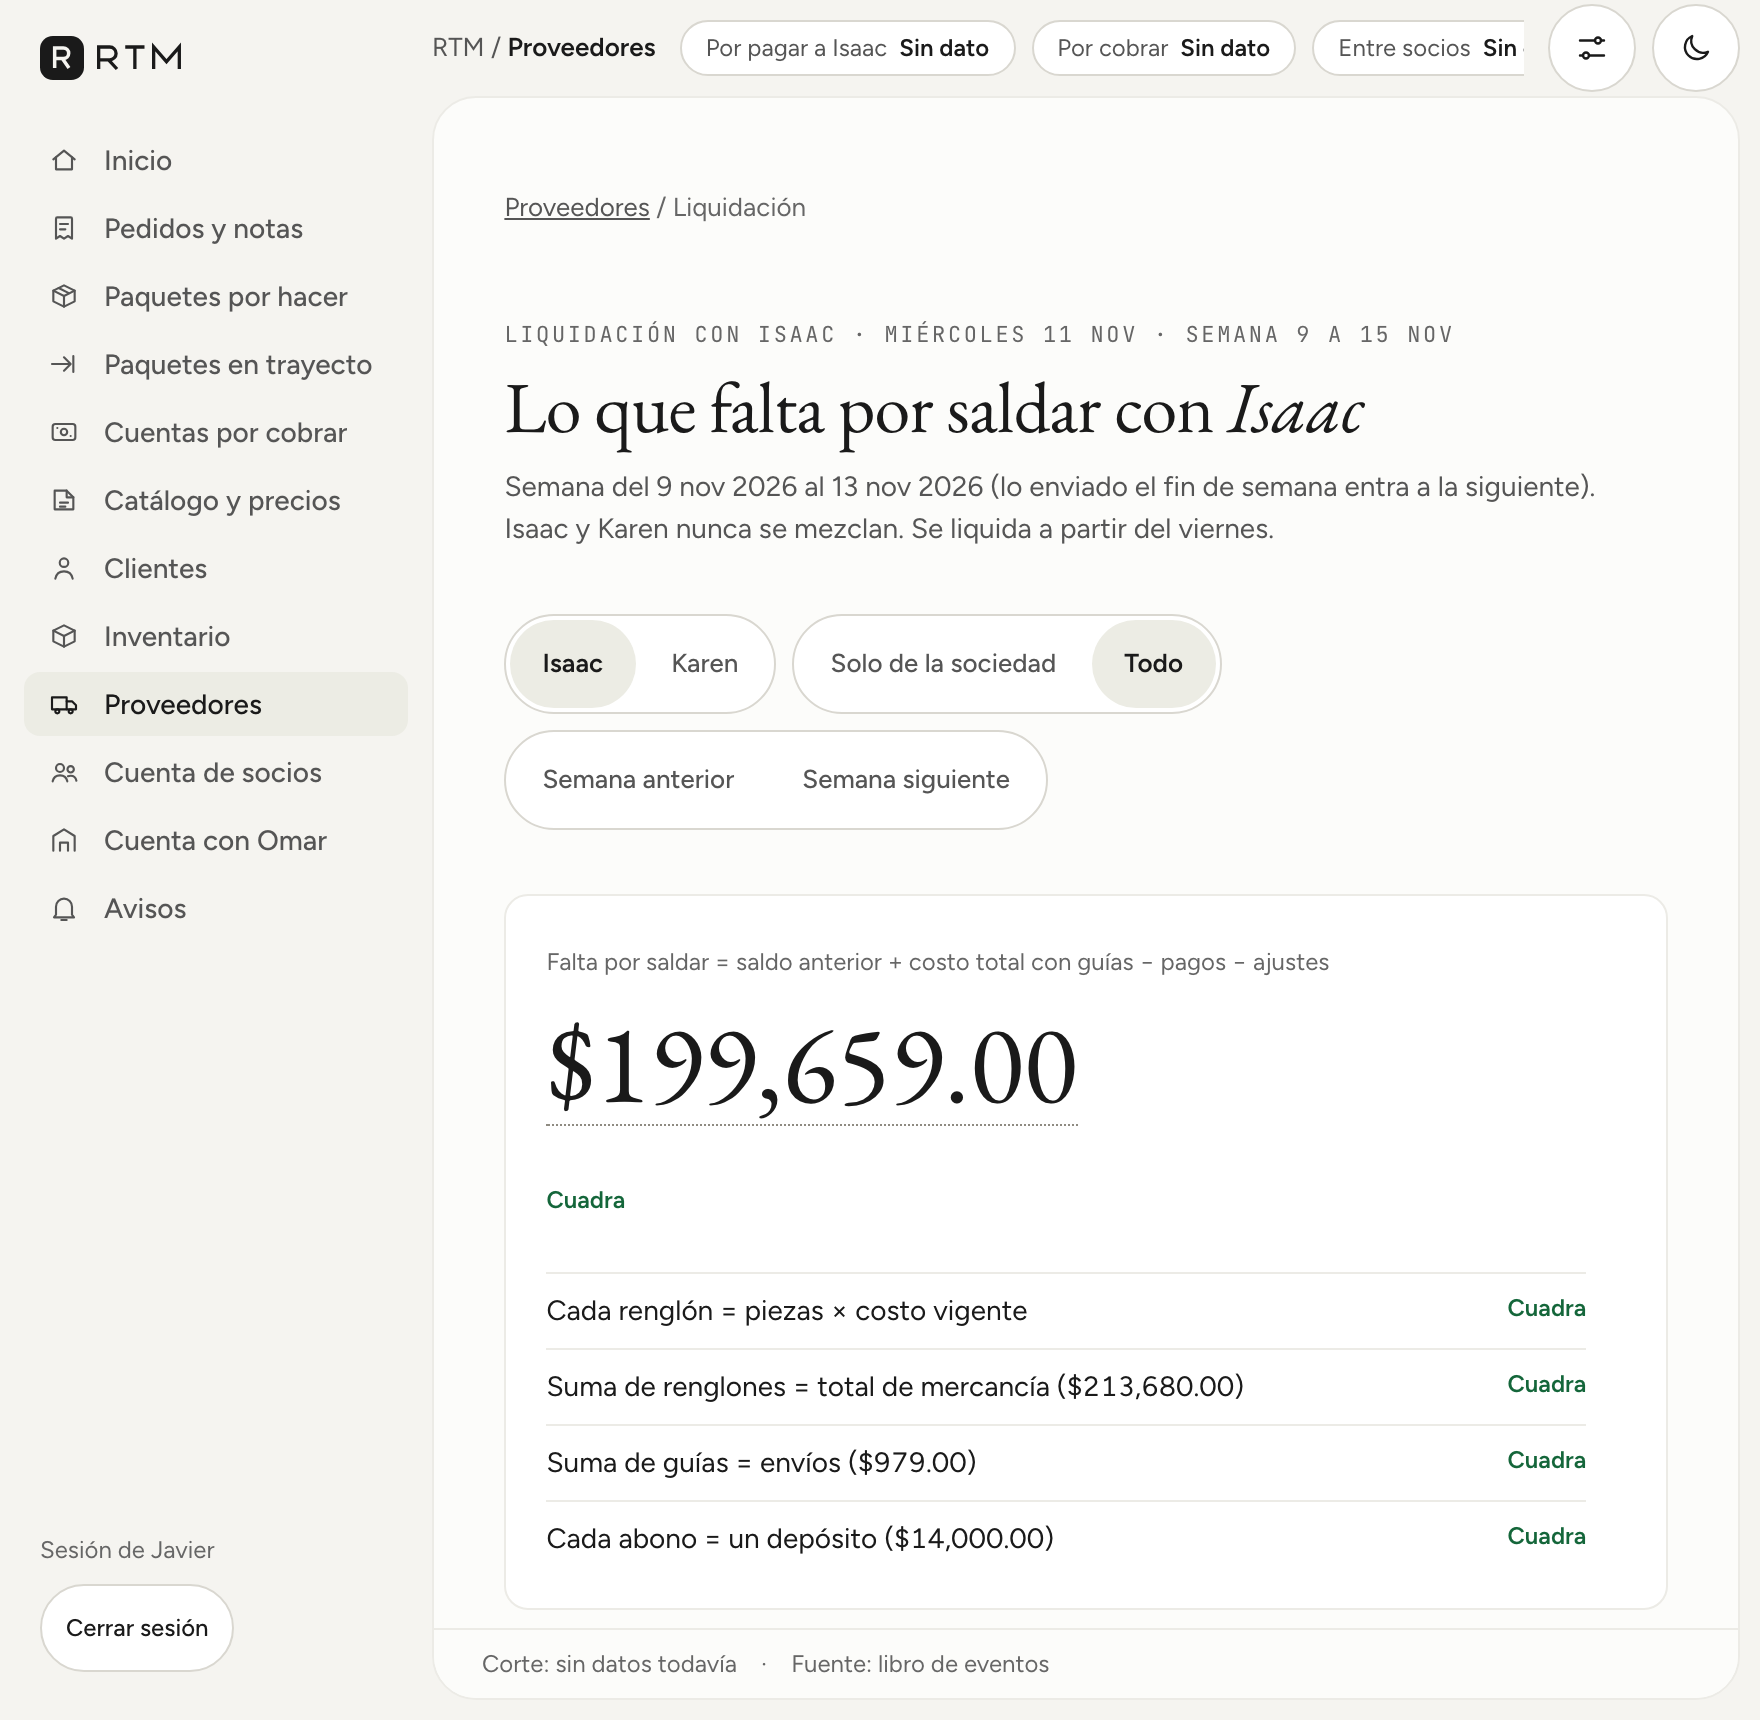 R RTM
Inicio
Pedidos y notas
Paquetes por hacer
Paquetes en trayecto
Cuentas por cobrar
Catálogo y precios
Clientes
Inventario
Proveedores
Cuenta de socios
Cuenta con Omar
Avisos
Sesión de Javier
Cerrar sesión
RTM / Proveedores
Por pagar a Isaac Sin dato
Por cobrar Sin dato
Entre socios Sin
Proveedores / Liquidación
LIQUIDACIÓN CON ISAAC · MIÉRCOLES 11 NOV · SEMANA 9 A 15 NOV
Lo que falta por saldar con Isaac
Semana del 9 nov 2026 al 13 nov 2026 (lo enviado el fin de semana entra a la siguiente).
Isaac y Karen nunca se mezclan. Se liquida a partir del viernes.
Isaac Karen
Solo de la sociedad Todo
Semana anterior Semana siguiente
Falta por saldar = saldo anterior + costo total con guías − pagos − ajustes
$199,659.00
Cuadra
Cada renglón = piezas × costo vigente Cuadra
Suma de renglones = total de mercancía ($213,680.00) Cuadra
Suma de guías = envíos ($979.00) Cuadra
Cada abono = un depósito ($14,000.00) Cuadra
Corte: sin datos todavía · Fuente: libro de eventos